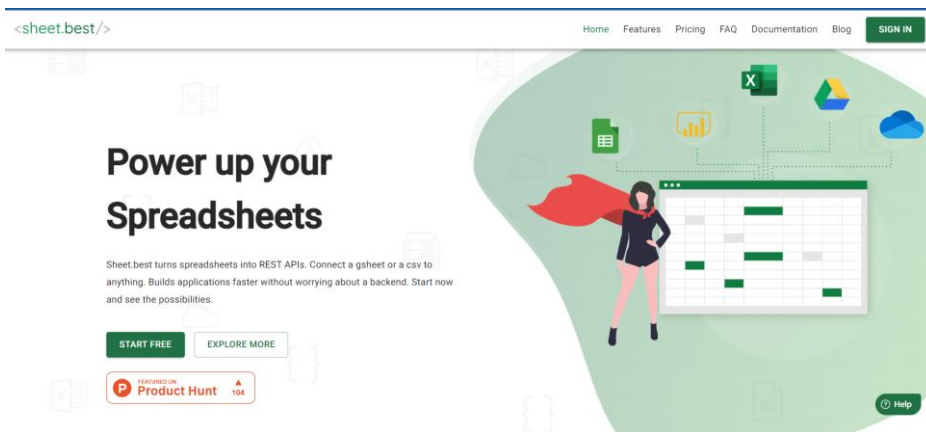 <sheet.best/>
Home Features Pricing FAQ Documentation Blog SIGN IN
Power up your
Spreadsheets
Sheet.best turns spreadsheets into REST APIs. Connect a gsheet or a csv to
anything. Builds applications faster without worrying about a backend. Start now
and see the possibilities.
START FREE EXPLORE MORE
P FEATURED ON
Product Hunt 104
X
Help